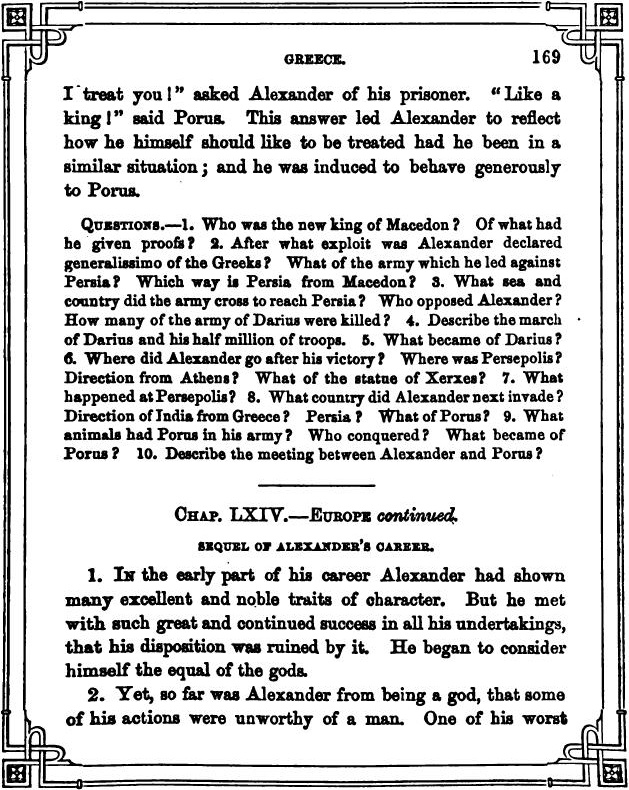 GREECE. 169
I treat you!" asked Alexander of his prisoner. "Like a
king!" said Porus. This answer led Alexander to reflect
how he himself should like to be treated had he been in a
similar situation; and he was induced to behave generously
to Porus.
QUESTIONS.—1. Who was the new king of Macedon? Of what had
he given proofs? 2. After what exploit was Alexander declared
generalissimo of the Greeks? What of the army which he led against
Persia? Which way is Persia from Macedon? 3. What sea and
country did the army cross to reach Persia? Who opposed Alexander?
How many of the army of Darius were killed? 4. Describe the march
of Darius and his half million of troops. 5. What became of Darius?
6. Where did Alexander go after his victory? Where was Persepolis?
Direction from Athens? What of the statue of Xerxes? 7. What
happened at Persepolis? 8. What country did Alexander next invade?
Direction of India from Greece? Persia? What of Porus? 9. What
animals had Porus in his army? Who conquered? What became of
Porus? 10. Describe the meeting between Alexander and Porus?
CHAP. LXIV.—EUROPE continued.
SEQUEL OF ALEXANDER'S CAREER.
1. IN the early part of his career Alexander had shown
many excellent and noble traits of character. But he met
with such great and continued success in all his undertakings,
that his disposition was ruined by it. He began to consider
himself the equal of the gods.
2. Yet, so far was Alexander from being a god, that some
of his actions were unworthy of a man. One of his worst